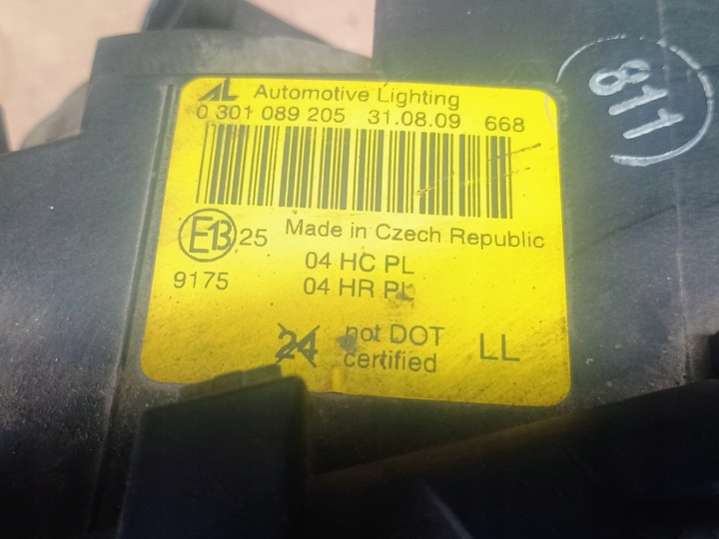 AL Automotive Lighting
0 301 089 205 31.08.09 668
E13 25 Made in Czech Republic
9175
04 HC PL
04 HR PL
24 not DOT
certified
LL
811